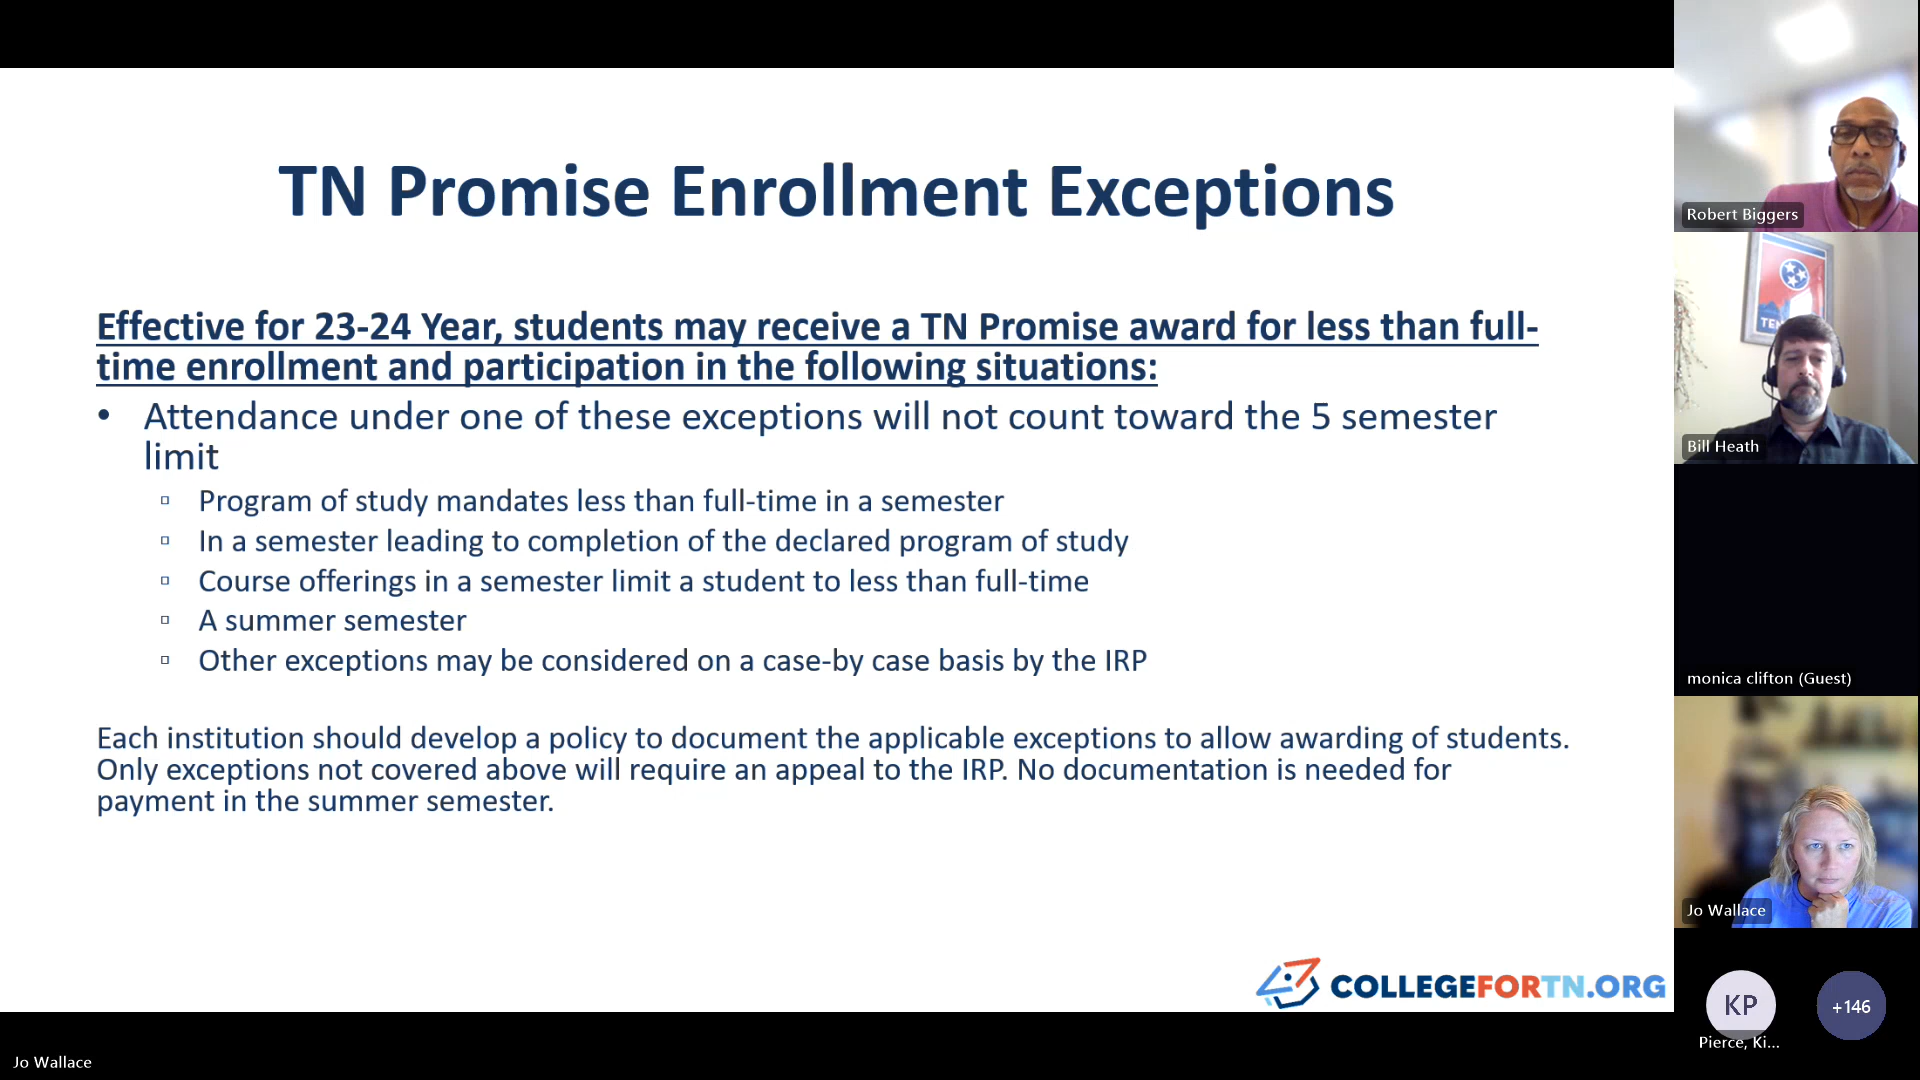 TN Promise Enrollment Exceptions
Effective for 23-24 Year, students may receive a TN Promise award for less than full-
time enrollment and participation in the following situations:
• Attendance under one of these exceptions will not count toward the 5 semester
limit
▫ Program of study mandates less than full-time in a semester
▫ In a semester leading to completion of the declared program of study
▫ Course offerings in a semester limit a student to less than full-time
▫ A summer semester
▫ Other exceptions may be considered on a case-by case basis by the IRP
Each institution should develop a policy to document the applicable exceptions to allow awarding of students.
Only exceptions not covered above will require an appeal to the IRP. No documentation is needed for
payment in the summer semester.
COLLEGEFORTN.ORG
Jo Wallace
Robert Biggers
TEN
Bill Heath
monica clifton (Guest)
Jo Wallace
KP
+146
Pierce, Ki...